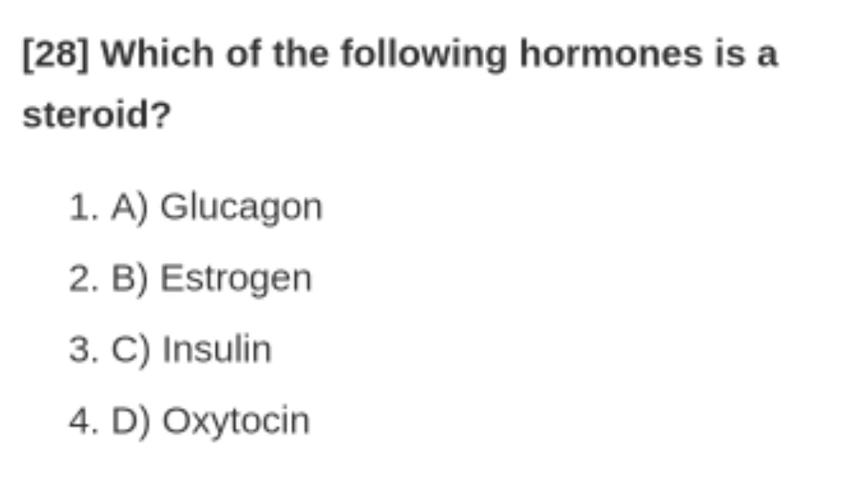 [28] Which of the following hormones is a
steroid?
1. A) Glucagon
2. B) Estrogen
3. C) Insulin
4. D) Oxytocin